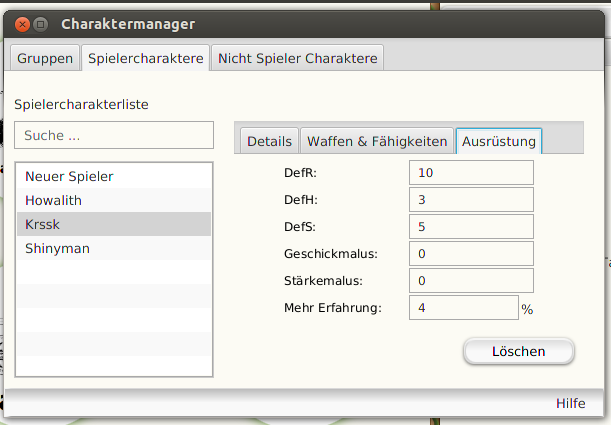 Charaktermanager
Gruppen Spielercharaktere Nicht Spieler Charaktere
Spielercharakterliste
Suche ...
Neuer Spieler
Howalith
Krssk
Shinyman
Details Waffen & Fähigkeiten Ausrüstung
DefR: 10
DefH: 3
DefS: 5
Geschickmalus: 0
Stärkemalus: 0
Mehr Erfahrung: 4 %
Löschen
Hilfe